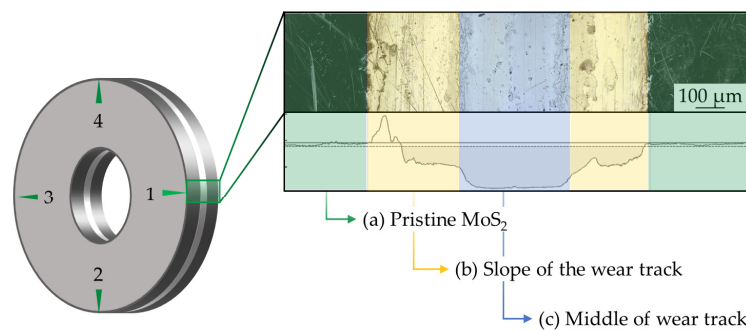 4
3
1
2
100 μm
(a) Pristine MoS₂
(b) Slope of the wear track
(c) Middle of wear track